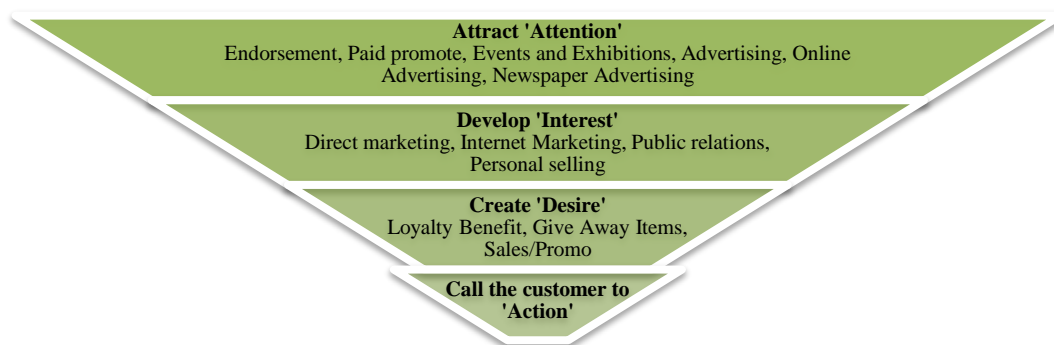 Attract 'Attention'
Endorsement, Paid promote, Events and Exhibitions, Advertising, Online
Advertising, Newspaper Advertising
Develop 'Interest'
Direct marketing, Internet Marketing, Public relations,
Personal selling
Create 'Desire'
Loyalty Benefit, Give Away Items,
Sales/Promo
Call the customer to
'Action'